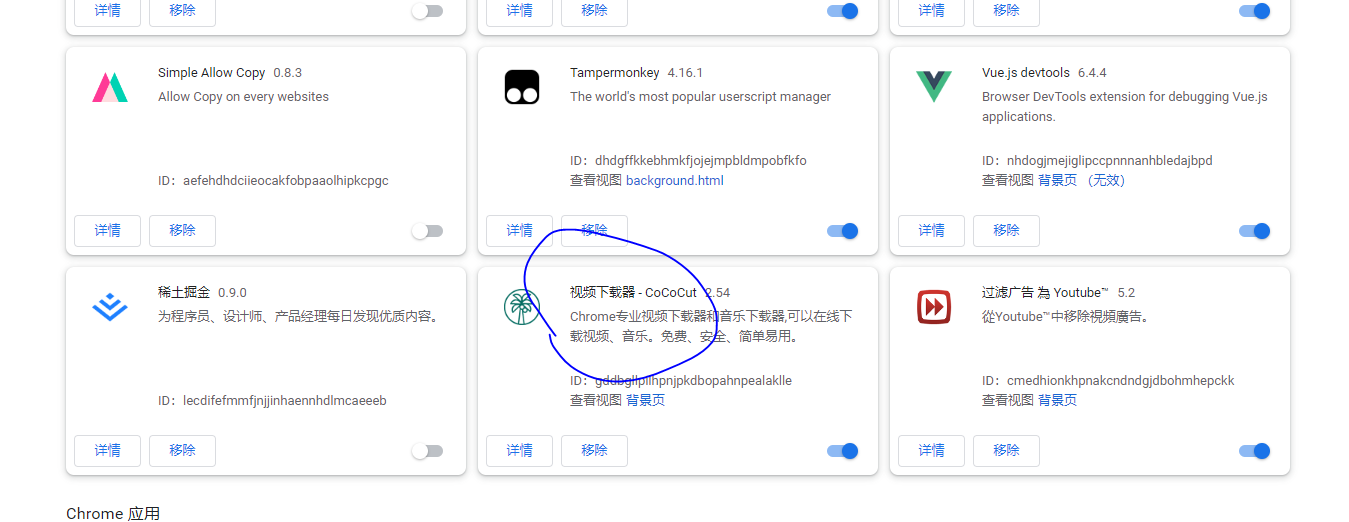 详情 移除
详情 移除
详情 移除
Simple Allow Copy 0.8.3
Allow Copy on every websites
ID: aefehdhdciieocakfobpaaolhipkcpgc
详情 移除
Tampermonkey 4.16.1
The world's most popular userscript manager
ID: dhdgffkkebhmkfjojejmpbldmpobfkfo
查看视图 background.html
详情 移除
Vue.js devtools 6.4.4
Browser DevTools extension for debugging Vue.js
applications.
ID: nhdogjmejiglipccpnnnanhbledajbpd
查看视图 背景页 (无效)
详情 移除
稀土掘金 0.9.0
为程序员、设计师、产品经理每日发现优质内容。
ID: lecdifefmmfjnjjinhaennhdlmcaeeeb
详情 移除
视频下载器 - CoCoCut 2.54
Chrome专业视频下载器和音乐下载器,可以在线下
载视频、音乐。免费、安全、简单易用。
ID: gddbgllpilhpnjpkdbopahnpealaklle
查看视图 背景页
详情 移除
过滤广告 為 Youtube™ 5.2
從Youtube™中移除視頻廣告。
ID: cmedhionkhpnakcndndgjdbohmhepckk
查看视图 背景页
详情 移除
Chrome 应用